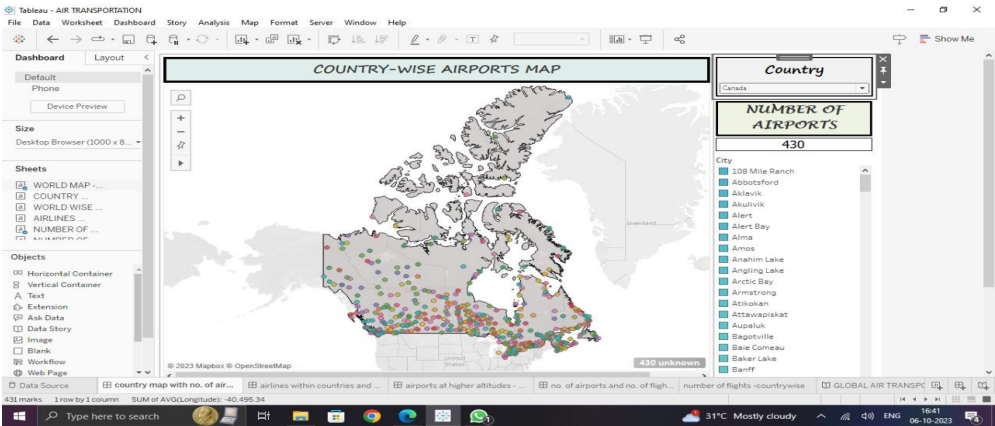 Tableau - AIR TRANSPORTATION
File Data Worksheet Dashboard Story Analysis Map Format Server Window Help
Show Me
Dashboard Layout
Default
Phone
Device Preview
Size
Desktop Browser (1000 x 8...
Sheets
WORLD MAP -...
COUNTRY ...
WORLD WISE ...
AIRLINES ...
NUMBER OF ...
NUMBER OF
Objects
Horizontal Container
Vertical Container
A Text
Extension
Ask Data
Data Story
Image
Blank
Workflow
Web Page
COUNTRY-WISE AIRPORTS MAP
Greenland
United
States
© 2023 Mapbox © OpenStreetMap
430 unknown
Country
Canada
NUMBER OF
AIRPORTS
430
City
108 Mile Ranch
Abbotsford
Aklavik
Akulivik
Alert
Alert Bay
Alma
Amos
Anahim Lake
Angling Lake
Arctic Bay
Armstrong
Atikokan
Attawapiskat
Aupaluk
Bagotville
Baie Comeau
Baker Lake
Banff
Data Source country map with no. of air... airlines within countries and ... airports at higher altitudes - ... no. of airports and no. of fligh... number of flights -countrywise GLOBAL AIR TRANSPC
431 marks 1 row by 1 column SUM of AVG(Longitude): -40,495.34
Type here to search
31°C Mostly cloudy ENG 16:41
06-10-2023